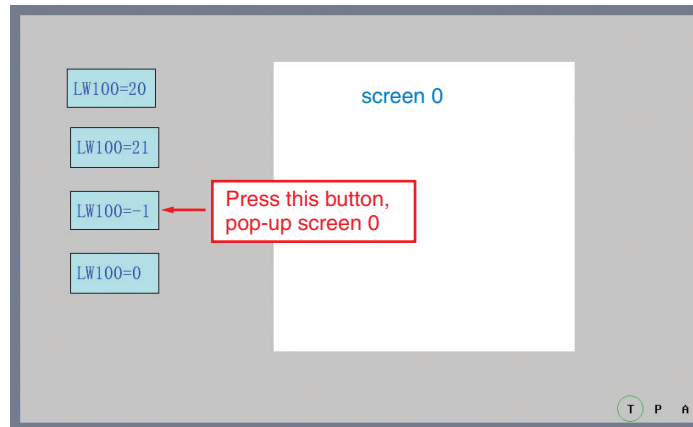 LW100=20
screen 0
LW100=21
LW100=-1
Press this button,
pop-up screen 0
LW100=0
T P A